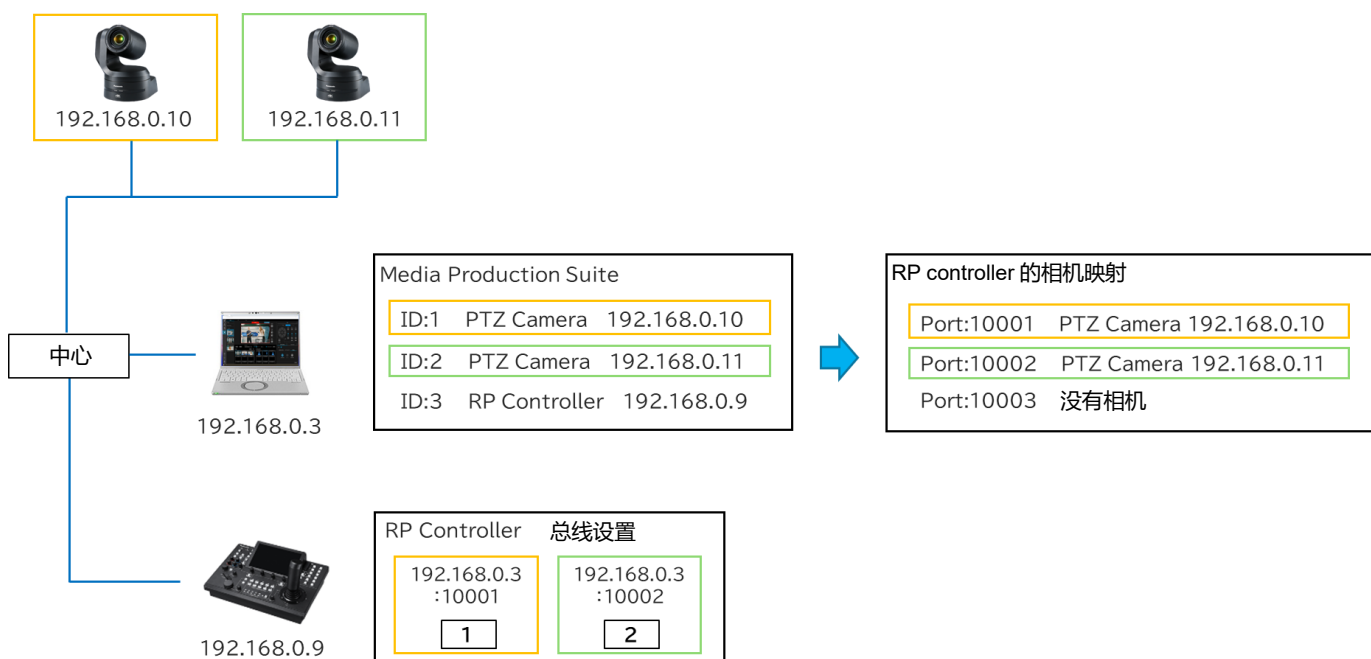 192.168.0.10
192.168.0.11
中心
192.168.0.3
Media Production Suite
ID:1 PTZ Camera 192.168.0.10
ID:2 PTZ Camera 192.168.0.11
ID:3 RP Controller 192.168.0.9
RP controller 的相机映射
Port:10001 PTZ Camera 192.168.0.10
Port:10002 PTZ Camera 192.168.0.11
Port:10003 没有相机
192.168.0.9
RP Controller 总线设置
192.168.0.3
:10001
1
192.168.0.3
:10002
2